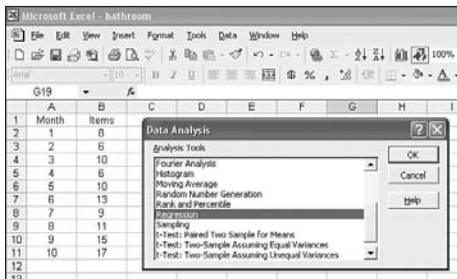 Microsoft Excel - bathroom
File Edit View Insert Format Tools Data Window Help
100%
Arial 10 B I U $ % ,
G19 fx
A B C D E F G H I
1 Month Items
2 1 8
3 2 6
4 3 10
5 4 6
6 5 10
7 6 13
8 7 9
9 8 11
10 9 15
11 10 17
12
13
Data Analysis
Analysis Tools
Fourier Analysis
Histogram
Moving Average
Random Number Generation
Rank and Percentile
Regression
Sampling
t-Test: Paired Two Sample for Means
t-Test: Two-Sample Assuming Equal Variances
t-Test: Two-Sample Assuming Unequal Variances
OK
Cancel
Help